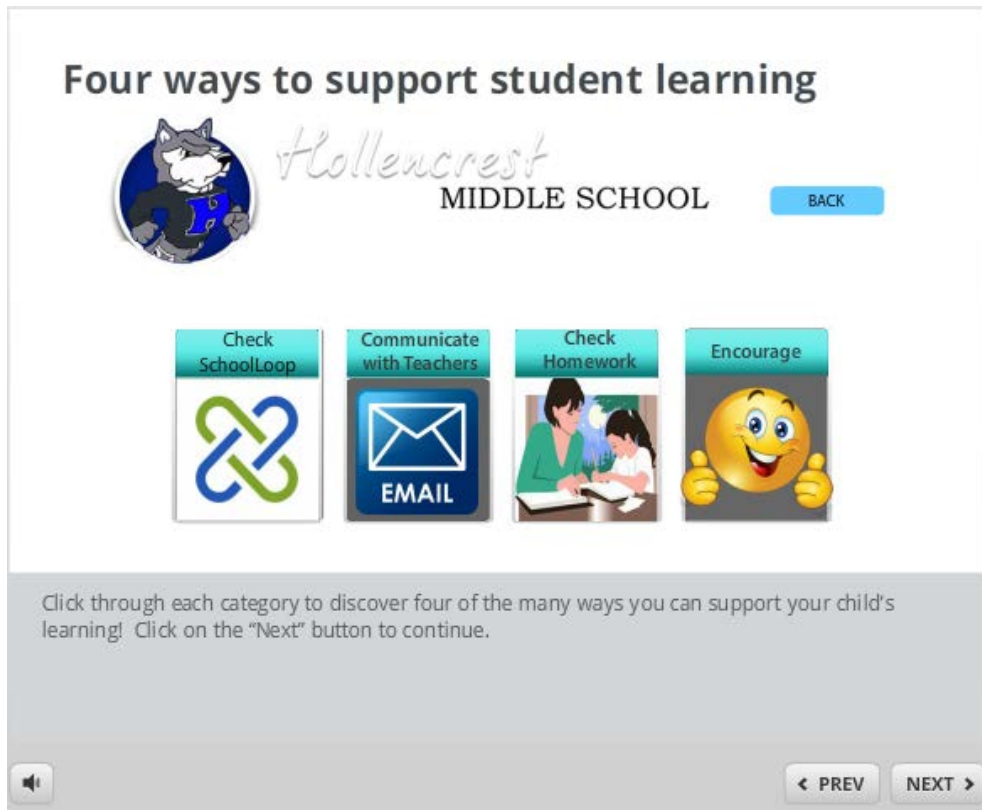 Four ways to support student learning
Hollencrest
MIDDLE SCHOOL
BACK
Check
SchoolLoop
Communicate
with Teachers
Check
Homework
Encourage
EMAIL
H
Click through each category to discover four of the many ways you can support your child's
learning!  Click on the “Next” button to continue.
PREV
NEXT